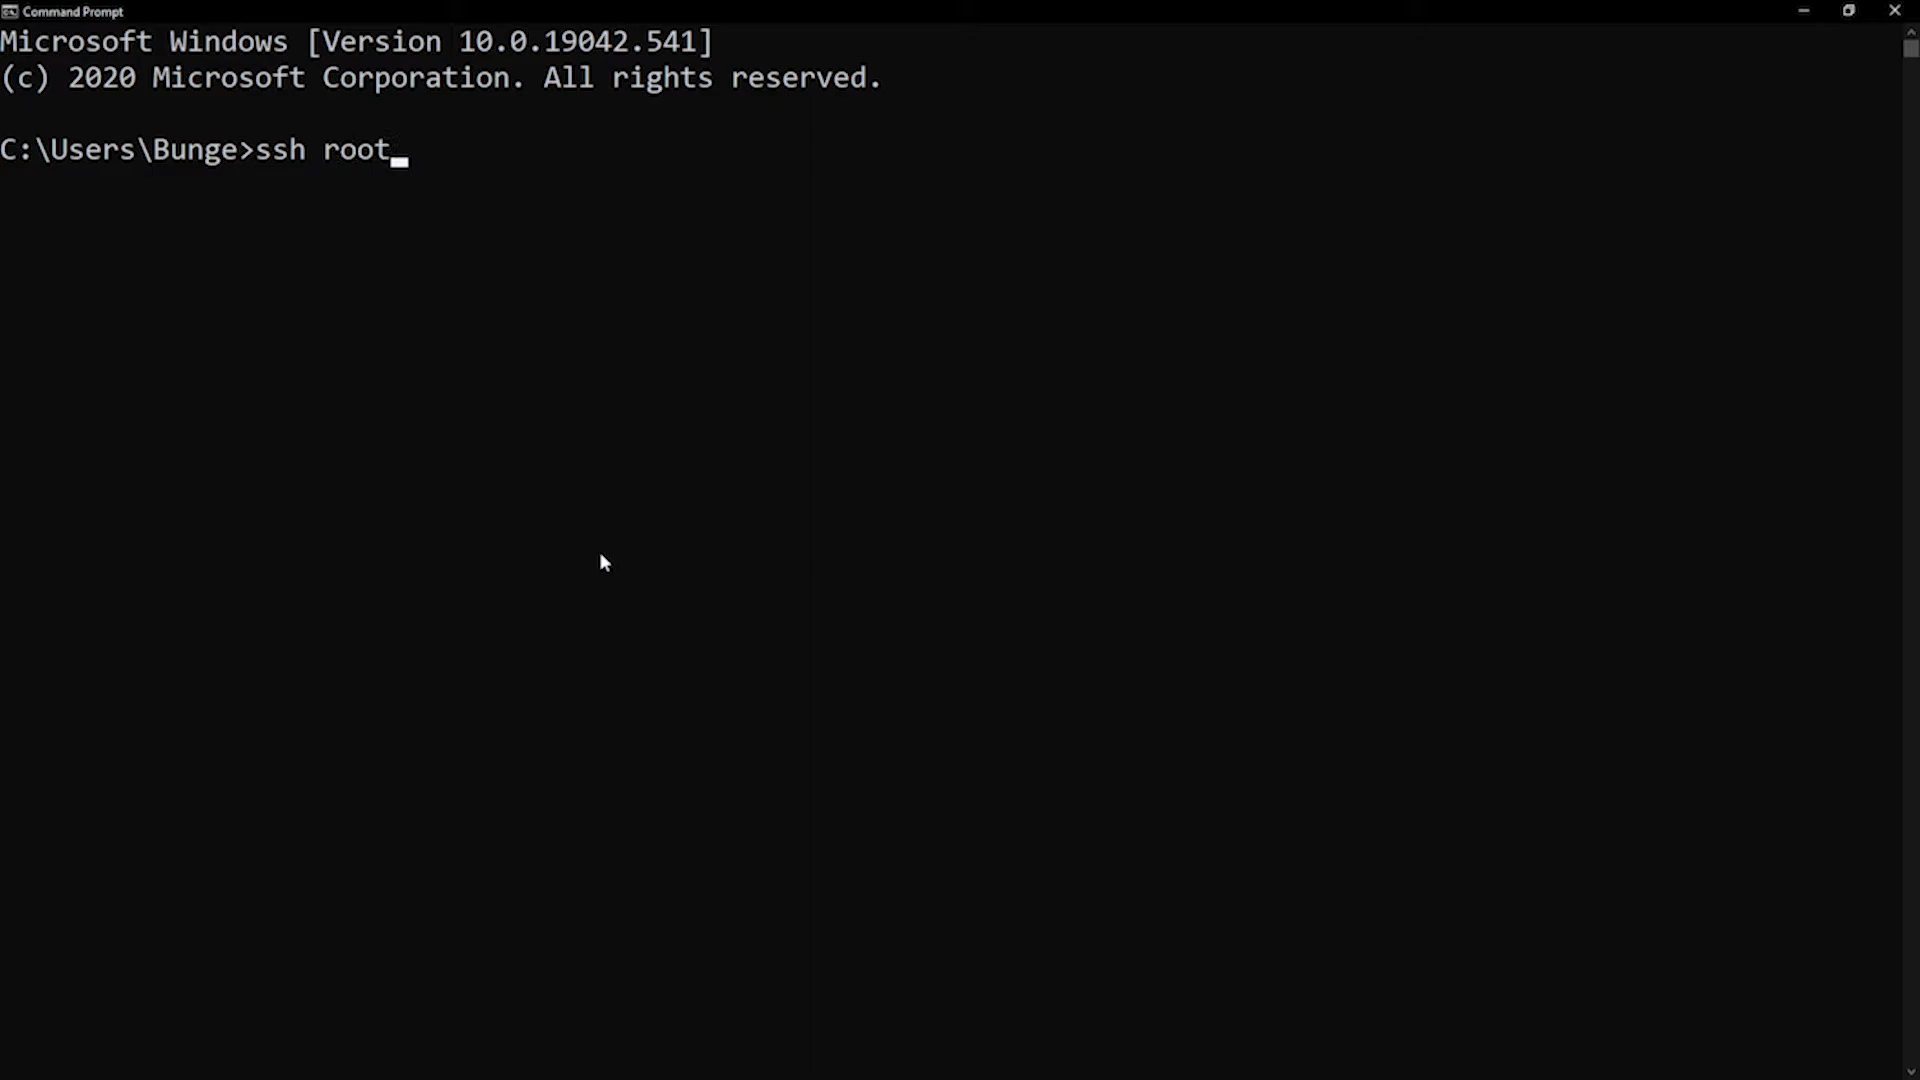 Command Prompt
Microsoft Windows [Version 10.0.19042.541]
(c) 2020 Microsoft Corporation. All rights reserved.
C:\Users\Bunge>ssh root